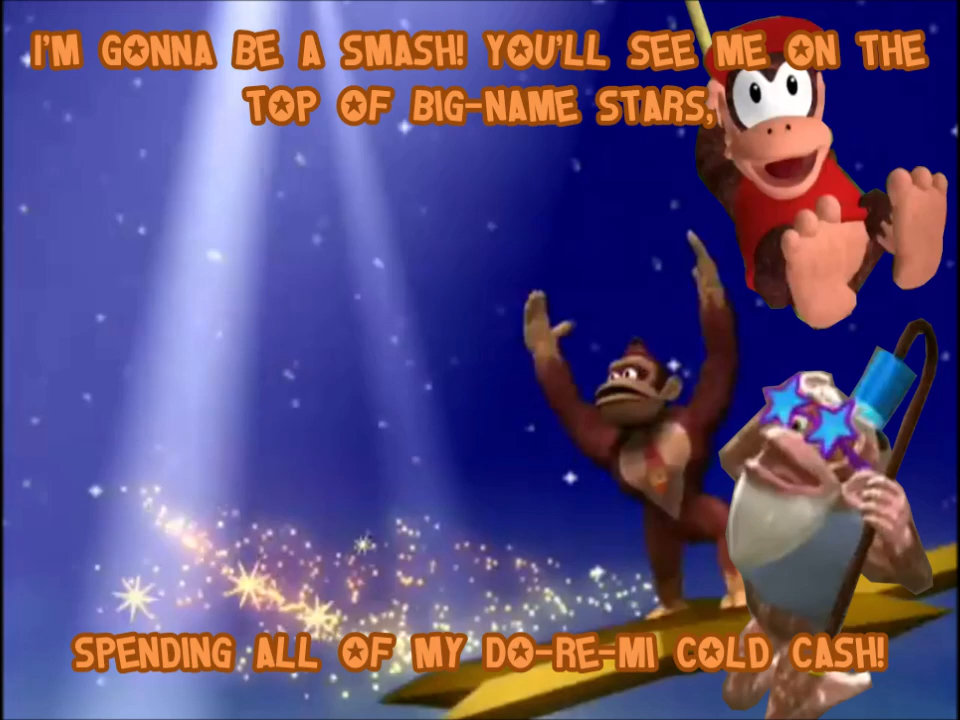 I'M GONNA BE A SMASH! YOU'LL SEE ME ON THE
TOP OF BIG-NAME STARS,
SPENDING ALL OF MY DO-RE-MI COLD CASH!